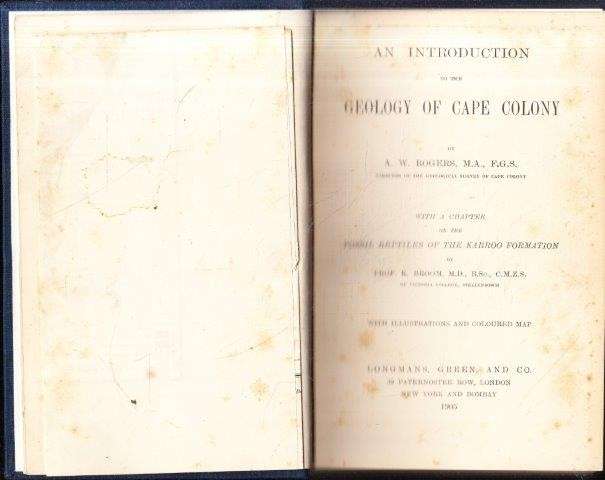 AN INTRODUCTION
TO THE
GEOLOGY OF CAPE COLONY
BY
A. W. ROGERS, M.A., F.G.S.
DIRECTOR OF THE GEOLOGICAL SURVEY OF CAPE COLONY
WITH A CHAPTER
ON THE
FOSSIL REPTILES OF THE KARROO FORMATION
BY
PROF. R. BROOM, M.D., B.Sc., C.M.Z.S.
OF VICTORIA COLLEGE, STELLENBOSCH
WITH ILLUSTRATIONS AND COLOURED MAP
LONGMANS, GREEN, AND CO.
39 PATERNOSTER ROW, LONDON
NEW YORK AND BOMBAY
1905